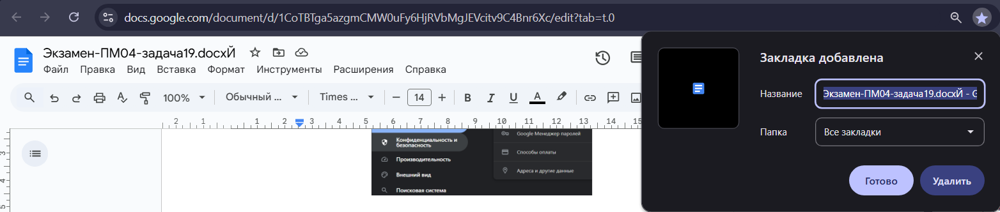 docs.google.com/document/d/1CoTBTga5azgmCMW0uFy6HjRVbMgJEVcitv9C4Bnr6Xc/edit?tab=t.0
Экзамен-ПМ04-задача19.docxЙ
Файл Правка Вид Вставка Формат Инструменты Расширения Справка
100% Обычный ... Times ... 14 B I U A
2 1 1 2 3 4 5 6 7 8 9 10 11 12 13 14 15
3
4
5
Конфиденциальность и
безопасность
Производительность
Внешний вид
Поисковая система
Google Менеджер паролей
Способы оплаты
Адреса и другие данные
Закладка добавлена
Название Экзамен-ПМ04-задача19.docxЙ - G
Папка Все закладки
Готово Удалить